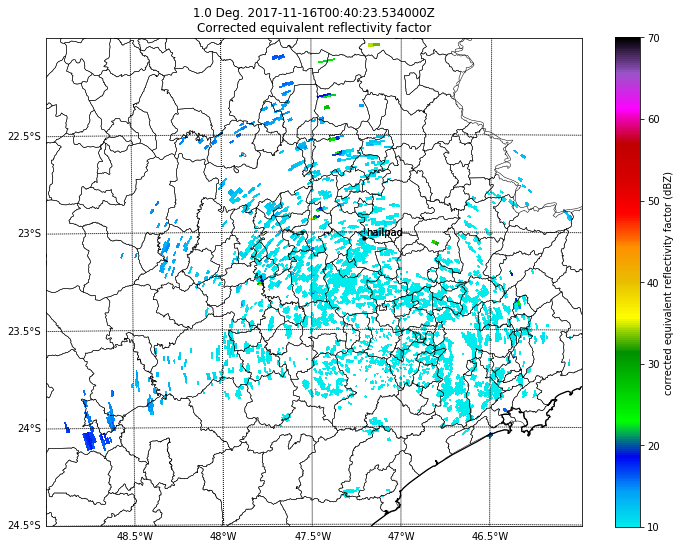 1.0 Deg. 2017-11-16T00:40:23.534000Z
Corrected equivalent reflectivity factor
22.5°S
23°S
23.5°S
24°S
24.5°S
48.5°W
48°W
47.5°W
47°W
46.5°W
hailpad
70
60
50
40
30
20
10
corrected equivalent reflectivity factor (dBZ)